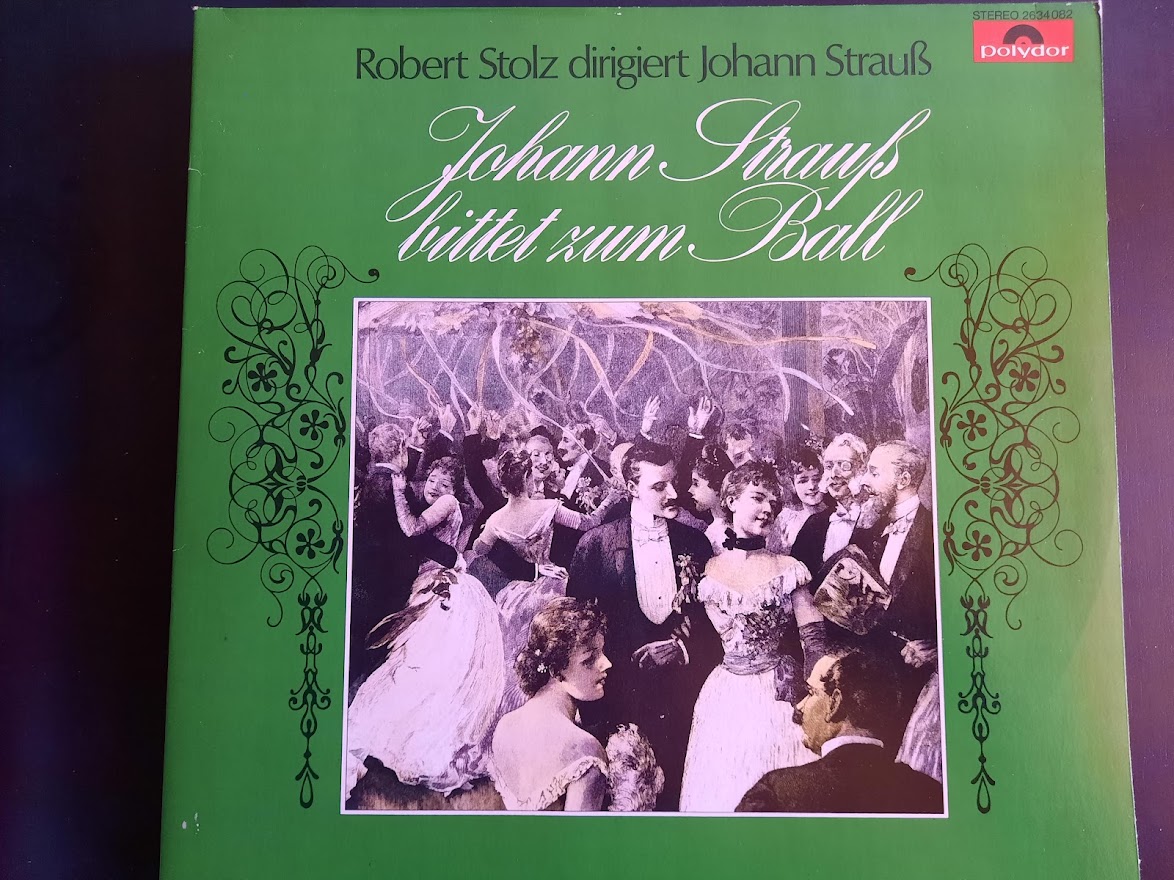 STEREO 2634 082
polydor
Robert Stolz dirigiert Johann Strauß
Johann Strauß
bittet zum Ball